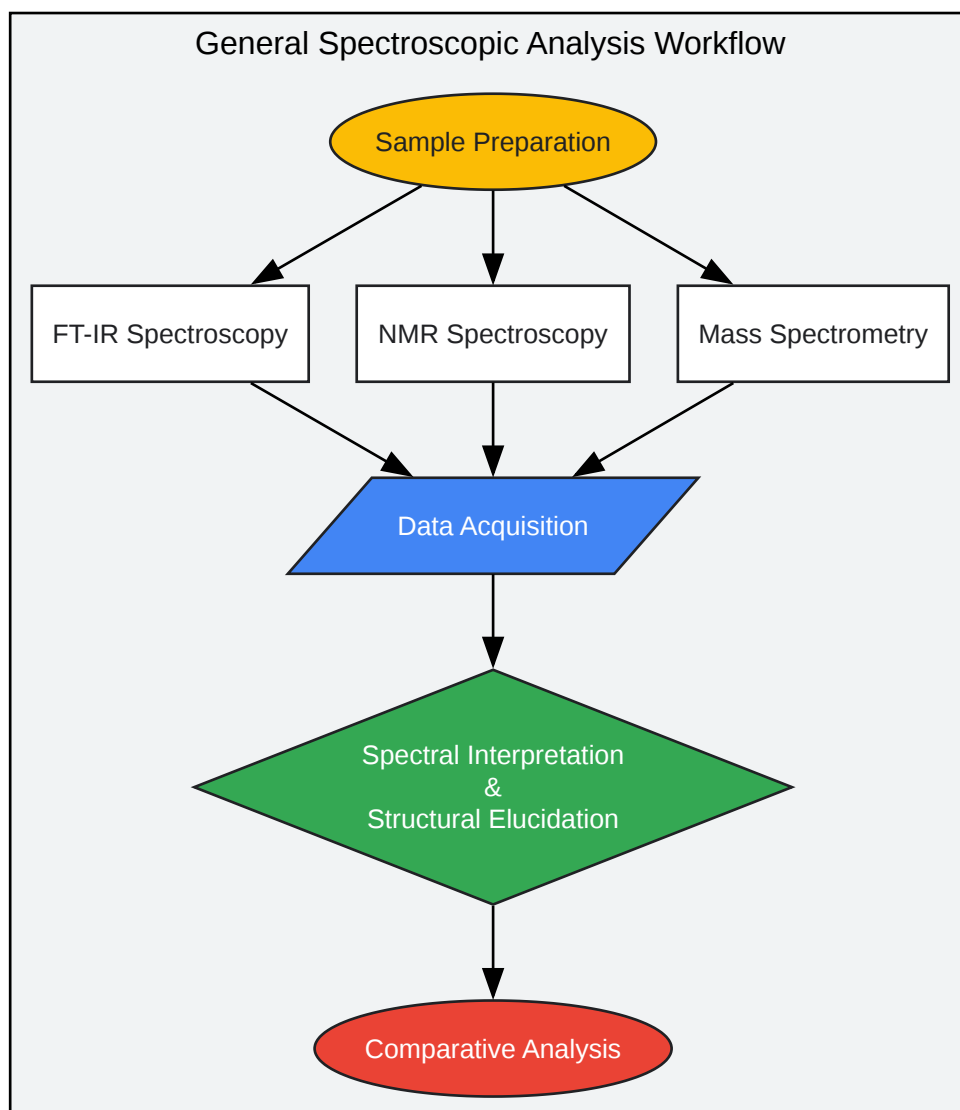 General Spectroscopic Analysis Workflow
Sample Preparation
FT-IR Spectroscopy
NMR Spectroscopy
Mass Spectrometry
Data Acquisition
Spectral Interpretation
&
Structural Elucidation
Comparative Analysis